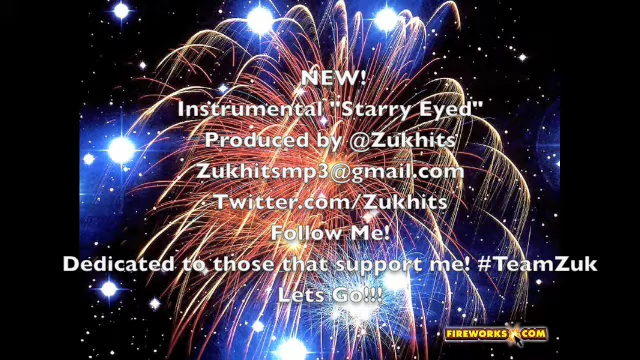 NEW!
Instrumental "Starry Eyed"
Produced by @Zukhits
Zukhitsmp3@gmail.com
Twitter.com/Zukhits
Follow Me!
Dedicated to those that support me! #TeamZuk
Lets Go!!!
FIREWORKS.COM